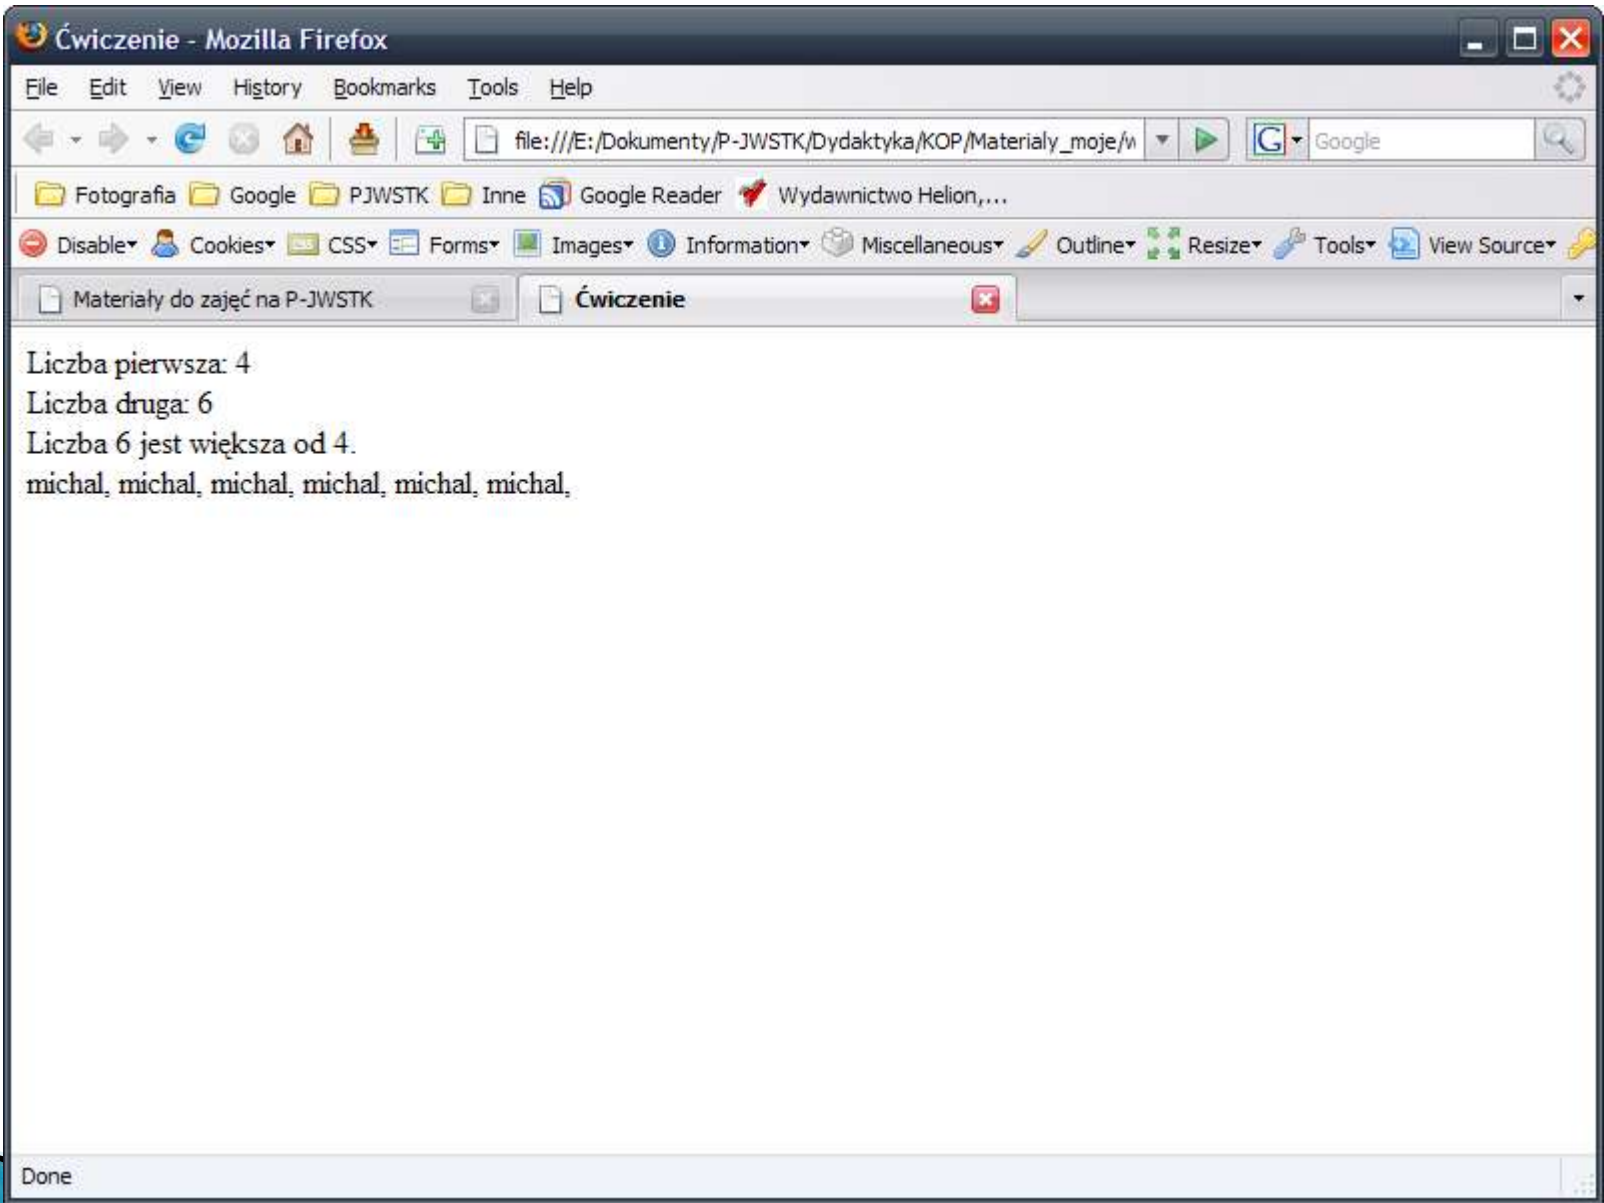 Ćwiczenie - Mozilla Firefox
File Edit View History Bookmarks Tools Help
file:///E:/Dokumenty/P-JWSTK/Dydaktyka/KOP/Materialy_moje/w G Google
Fotografia Google PJWSTK Inne Google Reader Wydawnictwo Helion,...
Disable Cookies CSS Forms Images Information Miscellaneous Outline Resize Tools View Source
Materiały do zajęć na P-JWSTK Ćwiczenie
Liczba pierwsza: 4
Liczba druga: 6
Liczba 6 jest większa od 4.
michal, michal, michal, michal, michal, michal,
Done